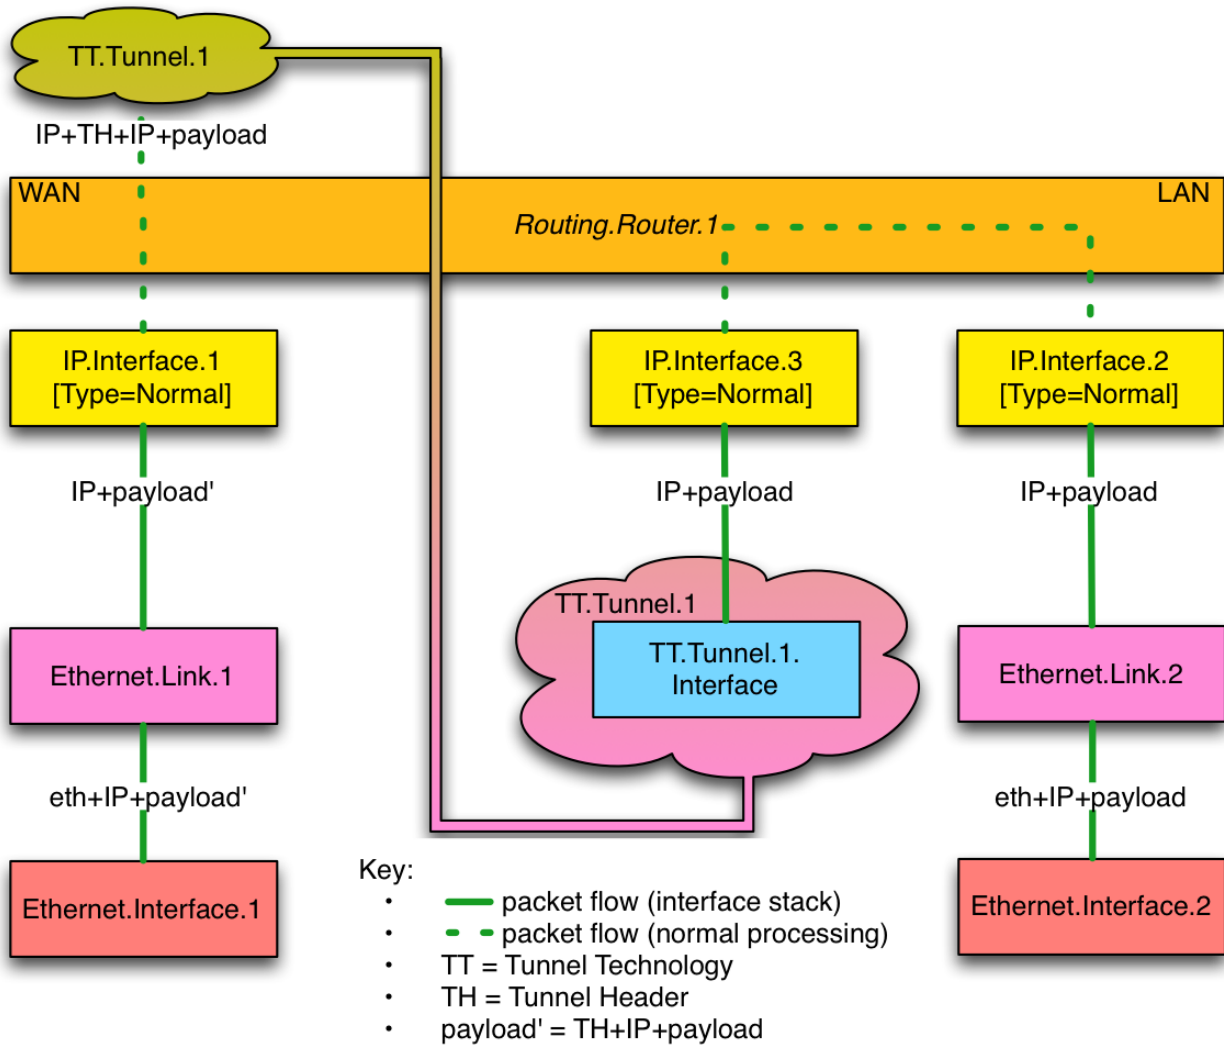 TT.Tunnel.1
IP+TH+IP+payload
WAN
LAN
Routing.Router.1
IP.Interface.1
[Type=Normal]
IP.Interface.3
[Type=Normal]
IP.Interface.2
[Type=Normal]
IP+payload'
IP+payload
IP+payload
TT.Tunnel.1
TT.Tunnel.1.
Interface
Ethernet.Link.1
Ethernet.Link.2
eth+IP+payload'
eth+IP+payload
Ethernet.Interface.1
Ethernet.Interface.2
Key:
• packet flow (interface stack)
• packet flow (normal processing)
• TT = Tunnel Technology
• TH = Tunnel Header
• payload' = TH+IP+payload